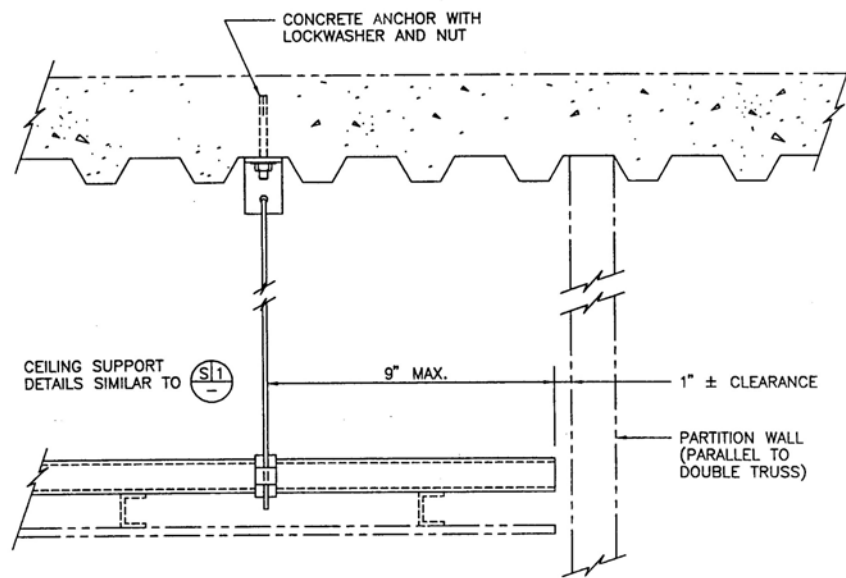 CONCRETE ANCHOR WITH
LOCKWASHER AND NUT
CEILING SUPPORT
DETAILS SIMILAR TO
S 1
-
9" MAX.
1" ± CLEARANCE
PARTITION WALL
(PARALLEL TO
DOUBLE TRUSS)